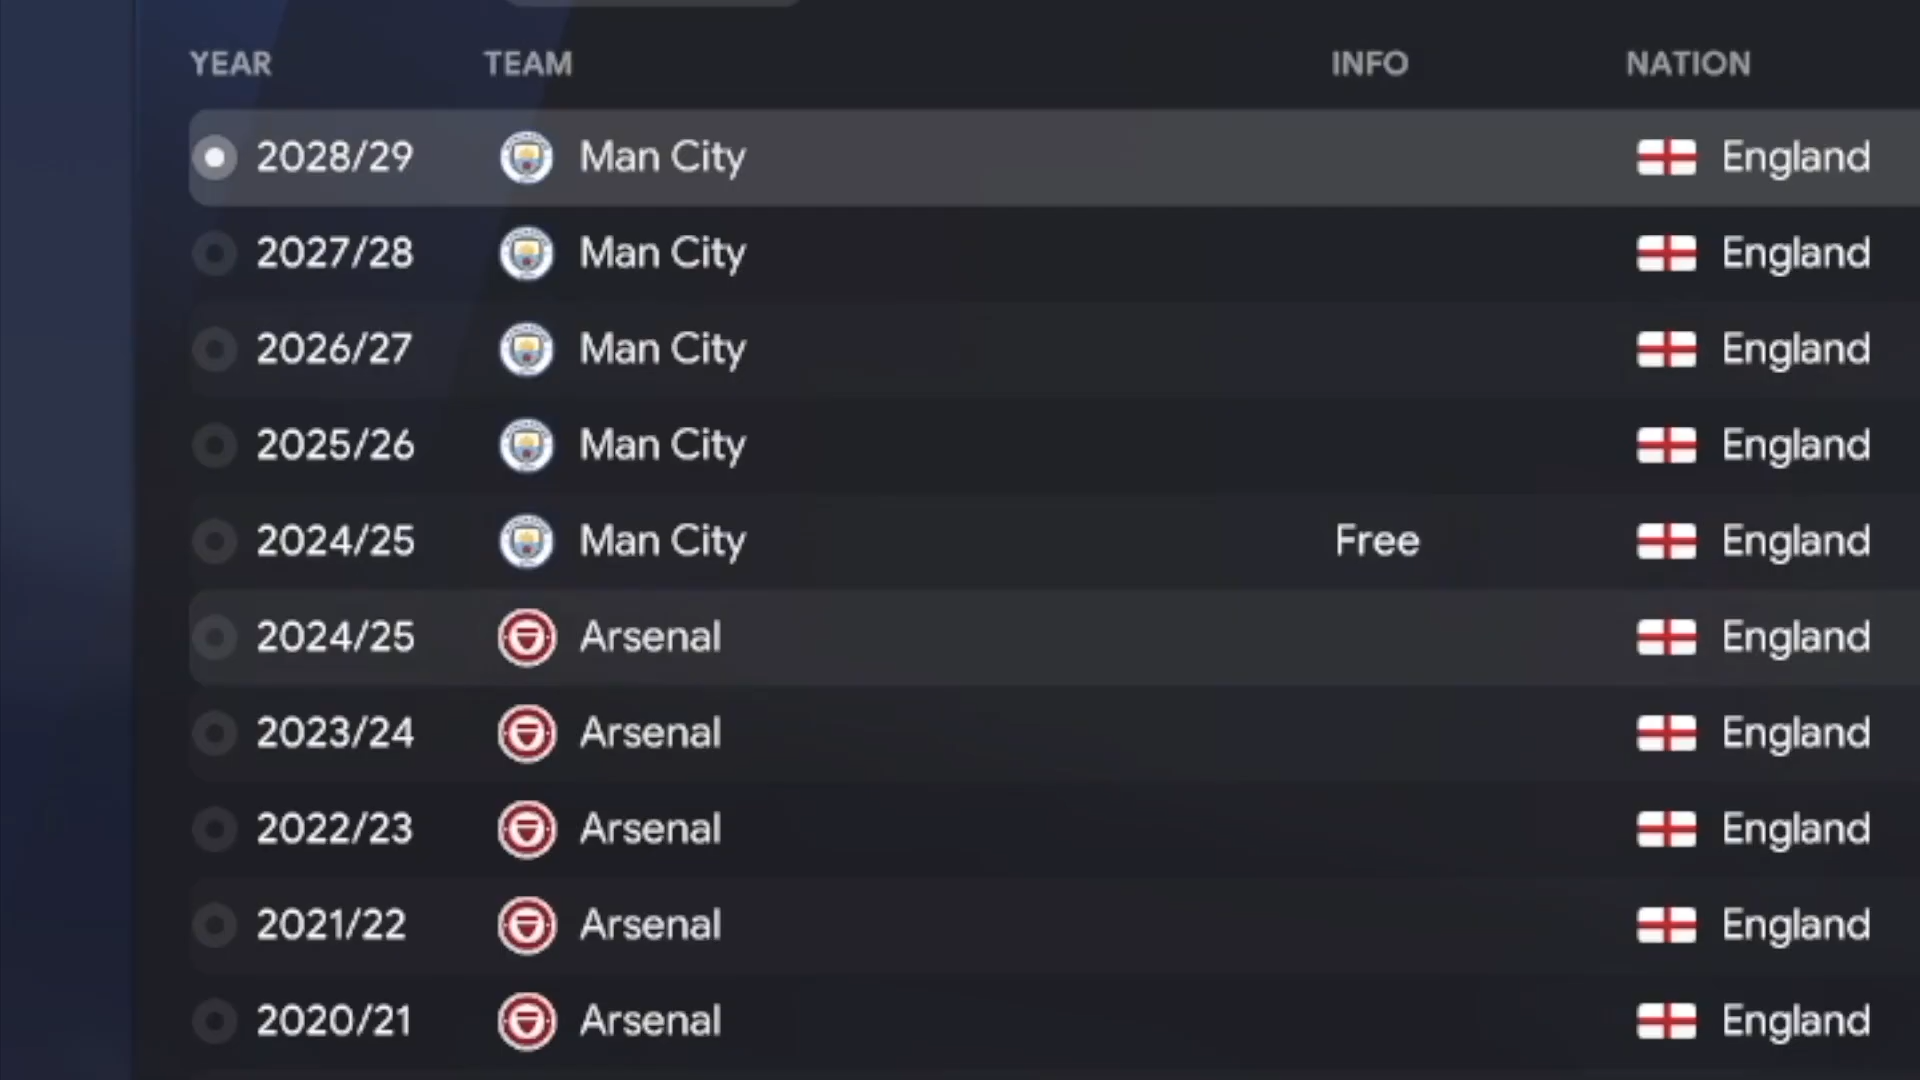 YEAR TEAM INFO NATION
2028/29 Man City England
2027/28 Man City England
2026/27 Man City England
2025/26 Man City England
2024/25 Man City Free England
2024/25 Arsenal England
2023/24 Arsenal England
2022/23 Arsenal England
2021/22 Arsenal England
2020/21 Arsenal England